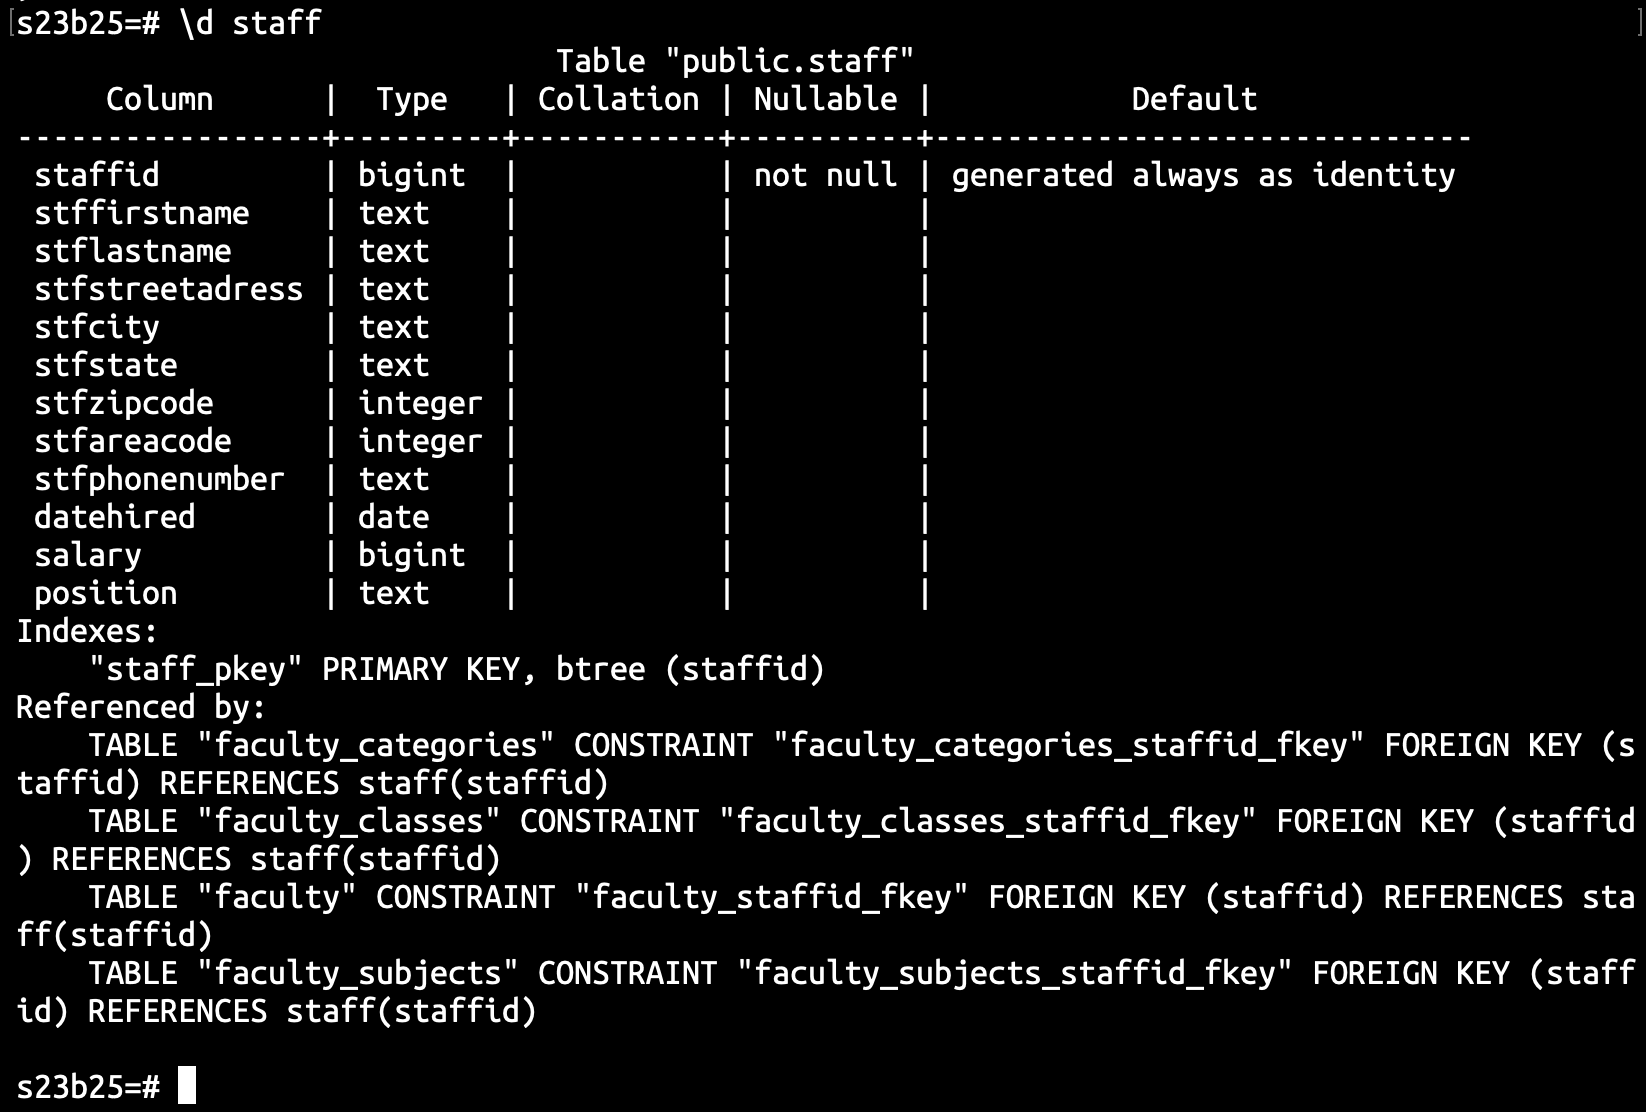 [s23b25=# \d staff ]
                              Table "public.staff"
     Column      |  Type   | Collation | Nullable |           Default
-----------------+---------+-----------+----------+------------------------------
 staffid         | bigint  |           | not null | generated always as identity
 stffirstname    | text    |           |          |
 stflastname     | text    |           |          |
 stfstreetadress | text    |           |          |
 stfcity         | text    |           |          |
 stfstate        | text    |           |          |
 stfzipcode      | integer |           |          |
 stfareacode     | integer |           |          |
 stfphonenumber  | text    |           |          |
 datehired       | date    |           |          |
 salary          | bigint  |           |          |
 position        | text    |           |          |
Indexes:
    "staff_pkey" PRIMARY KEY, btree (staffid)
Referenced by:
    TABLE "faculty_categories" CONSTRAINT "faculty_categories_staffid_fkey" FOREIGN KEY (s
taffid) REFERENCES staff(staffid)
    TABLE "faculty_classes" CONSTRAINT "faculty_classes_staffid_fkey" FOREIGN KEY (staffid
) REFERENCES staff(staffid)
    TABLE "faculty" CONSTRAINT "faculty_staffid_fkey" FOREIGN KEY (staffid) REFERENCES sta
ff(staffid)
    TABLE "faculty_subjects" CONSTRAINT "faculty_subjects_staffid_fkey" FOREIGN KEY (staff
id) REFERENCES staff(staffid)
s23b25=#